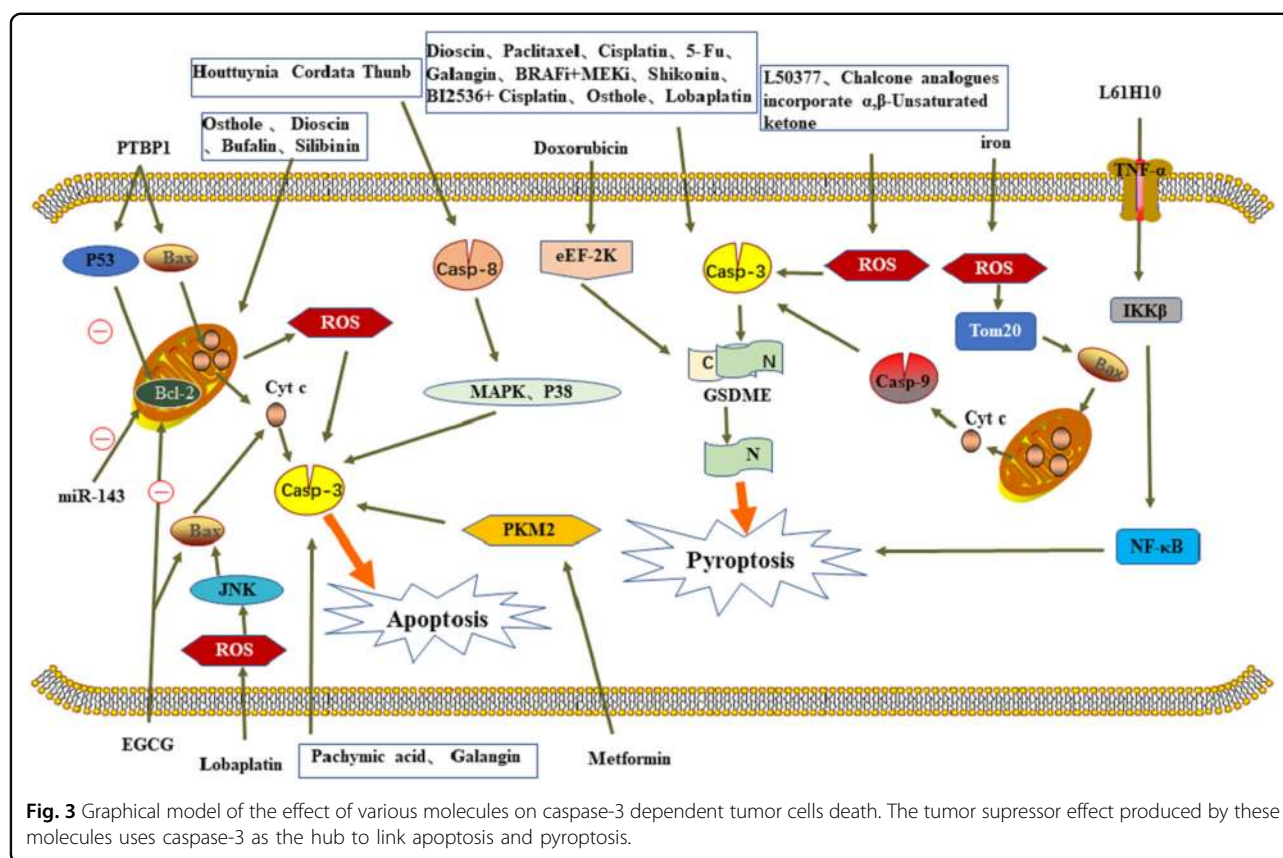 Dioscin、Paclitaxel、Cisplatin、5-Fu、
Galangin、BRAFi+MEKi、Shikonin、
BI2536+ Cisplatin、Osthole、Lobaplatin
Houttuynia Cordata Thunb
L50377、Chalcone analogues
incorporate α,β-Unsaturated
ketone
L61H10
Osthole 、 Dioscin
、Bufalin、Silibinin
PTBP1
Doxorubicin
iron
TNF-α
P53
Bax
Casp-8
eEF-2K
Casp-3
ROS
ROS
IKKβ
ROS
Tom20
Bax
Bcl-2
Cyt c
MAPK、P38
C
N
GSDME
Casp-9
Cyt c
miR-143
Casp-3
N
Bax
PKM2
Pyroptosis
NF-κB
JNK
Apoptosis
ROS
EGCG
Lobaplatin
Pachymic acid、 Galangin
Metformin
Fig. 3 Graphical model of the effect of various molecules on caspase-3 dependent tumor cells death. The tumor supressor effect produced by these
molecules uses caspase-3 as the hub to link apoptosis and pyroptosis.